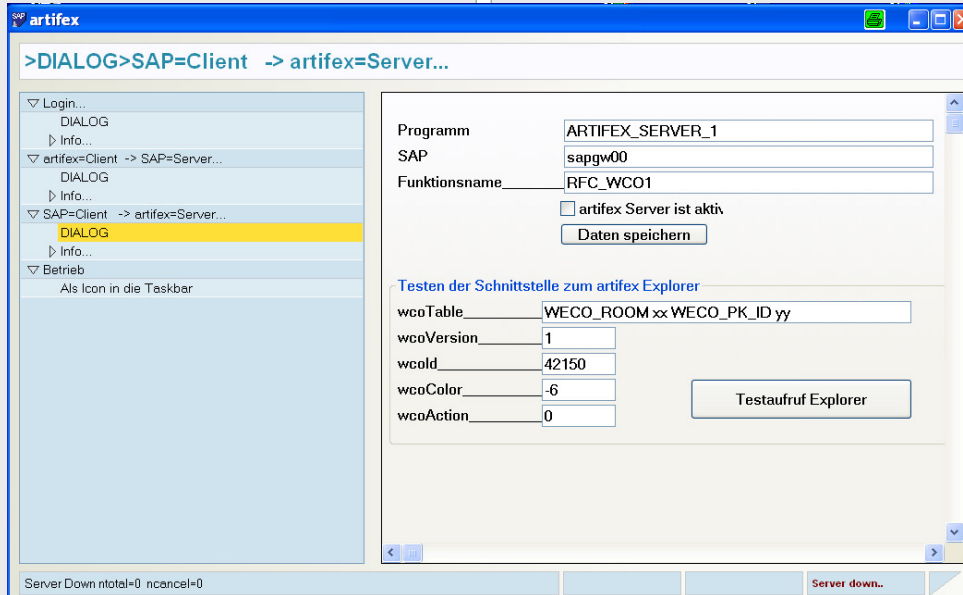 SAP artifex
>DIALOG>SAP=Client -> artifex=Server...
Login...
DIALOG
Info...
artifex=Client -> SAP=Server...
DIALOG
Info...
SAP=Client -> artifex=Server...
DIALOG
Info...
Betrieb
Als Icon in die Taskbar
Programm ARTIFEX_SERVER_1
SAP sapgw00
Funktionsname RFC_WCO1
artifex Server ist aktiv
Daten speichern
Testen der Schnittstelle zum artifex Explorer
wcoTable WECO_ROOM xx WECO_PK_ID yy
wcoVersion 1
wcoId 42150
wcoColor -6
Testaufruf Explorer
wcoAction 0
Server Down ntotal=0 ncancel=0
Server down..